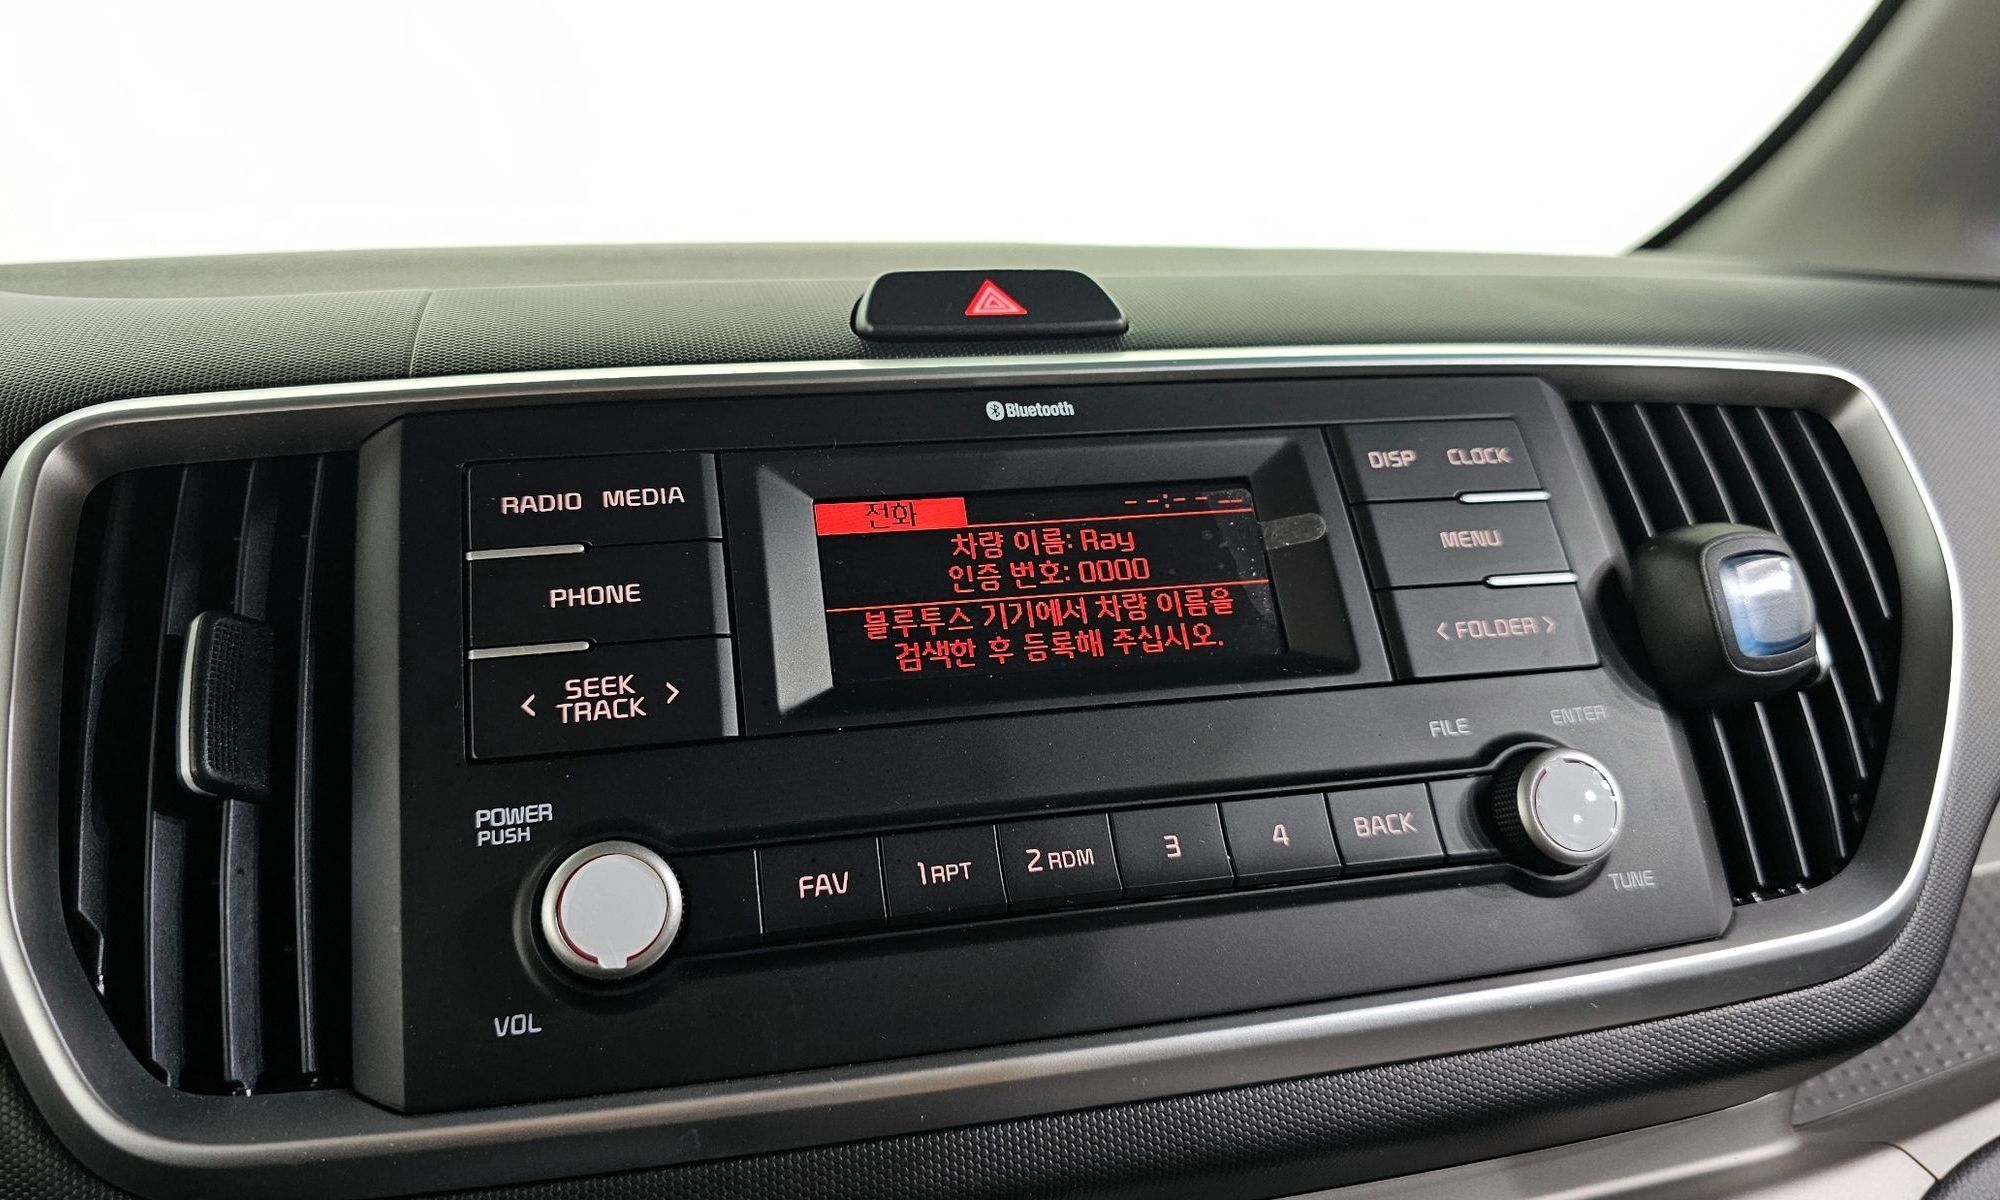 Bluetooth
RADIO MEDIA
PHONE
< SEEK >
TRACK
전화 --:-- --
차량 이름: Ray
인증 번호: 0000
블루투스 기기에서 차량 이름을
검색한 후 등록해 주십시오.
DISP CLOCK
MENU
< FOLDER >
POWER
PUSH
VOL
FAV 1 RPT 2 RDM 3 4 BACK
FILE
ENTER
TUNE